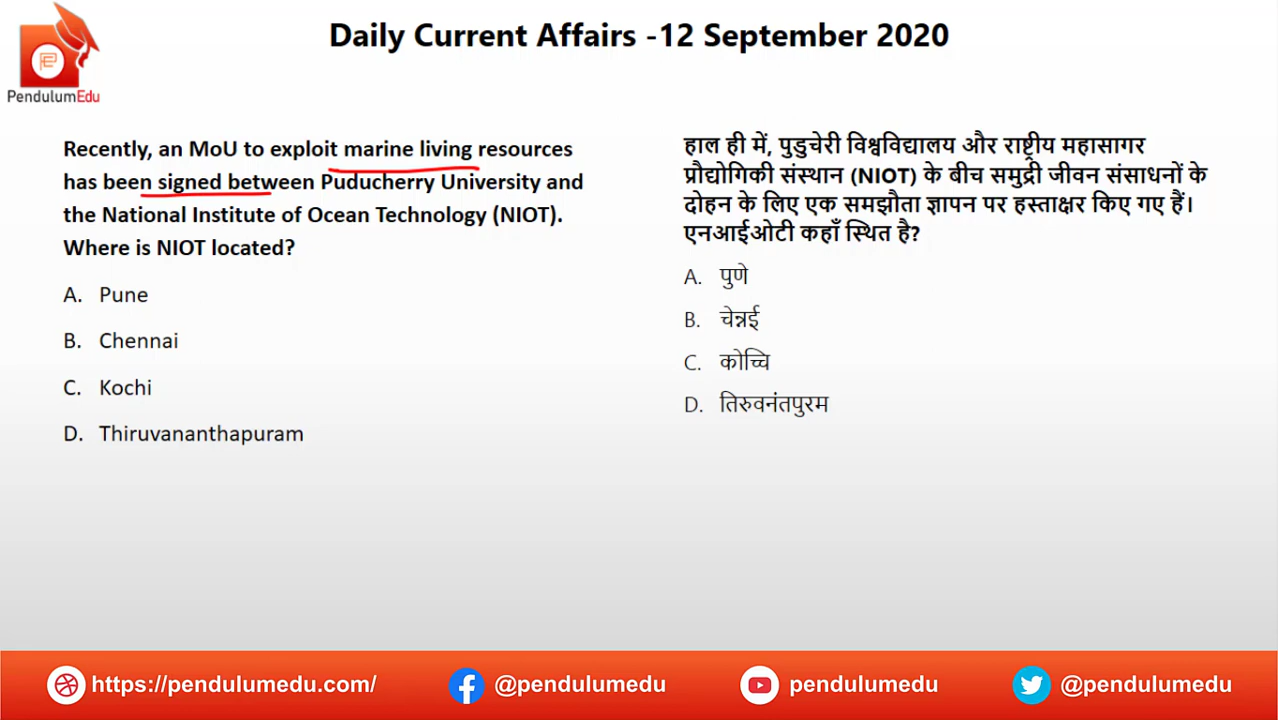 Daily Current Affairs -12 September 2020
PendulumEdu
Recently, an MoU to exploit marine living resources
has been signed between Puducherry University and
the National Institute of Ocean Technology (NIOT).
Where is NIOT located?
A. Pune
B. Chennai
C. Kochi
D. Thiruvananthapuram
हाल ही में, पुडुचेरी विश्वविद्यालय और राष्ट्रीय महासागर
प्रौद्योगिकी संस्थान (NIOT) के बीच समुद्री जीवन संसाधनों के
दोहन के लिए एक समझौता ज्ञापन पर हस्ताक्षर किए गए हैं।
एनआईओटी कहाँ स्थित है?
A. पुणे
B. चेन्नई
C. कोच्चि
D. तिरुवनंतपुरम
https://pendulumedu.com/ @pendulumedu pendulumedu @pendulumedu